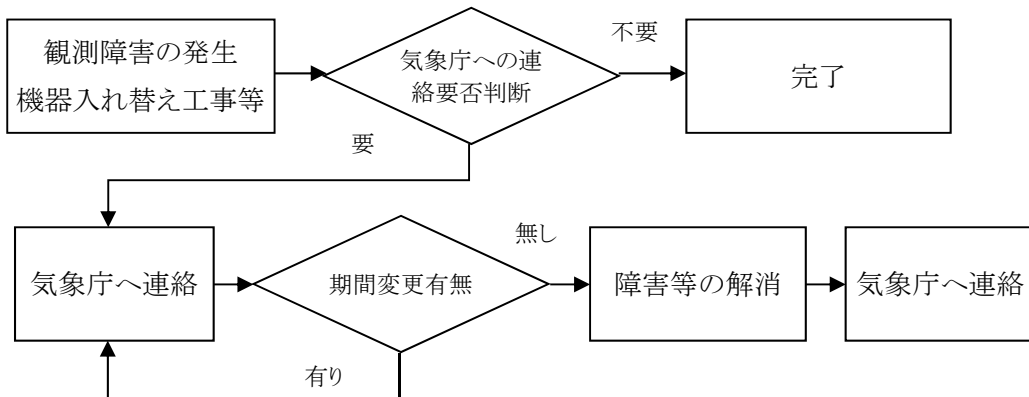 観測障害の発生
機器入れ替え工事等
気象庁への連
絡要否判断
不要
完了
要
気象庁へ連絡
期間変更有無
無し
障害等の解消
気象庁へ連絡
有り